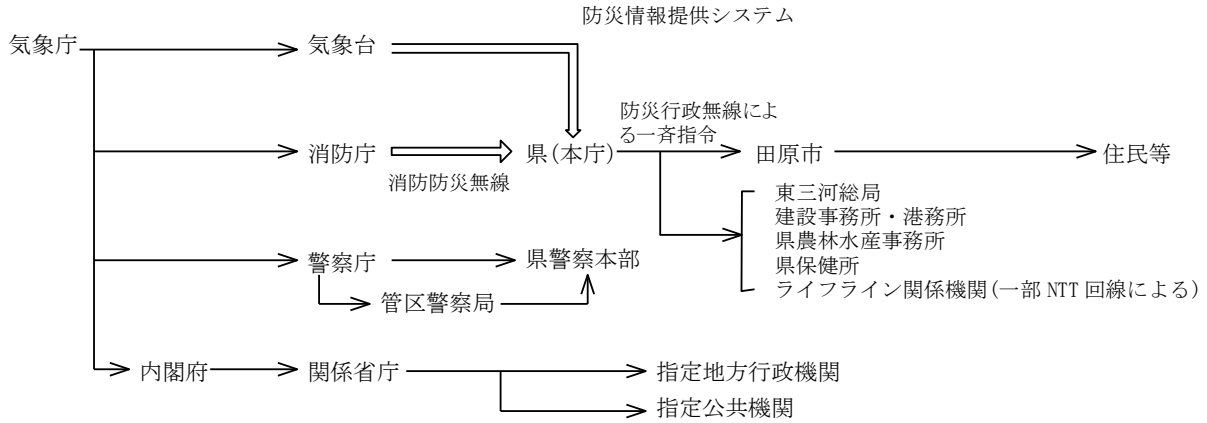 防災情報提供システム
気象庁
気象台
防災行政無線によ
る一斉指令
消防庁
県(本庁)
田原市
住民等
消防防災無線
東三河総局
建設事務所・港務所
県農林水産事務所
県保健所
ライフライン関係機関(一部 NTT 回線による)
警察庁
県警察本部
管区警察局
内閣府
関係省庁
指定地方行政機関
指定公共機関